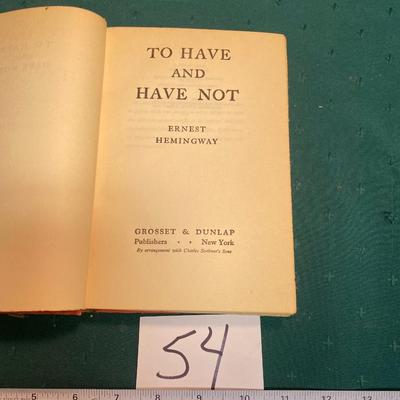 TO HAVE
AND
HAVE NOT
ERNEST
HEMINGWAY
GROSSET & DUNLAP
Publishers · · New York
By arrangement with Charles Scribner's Sons
54
5 6 7 8 9 10 11 12 13